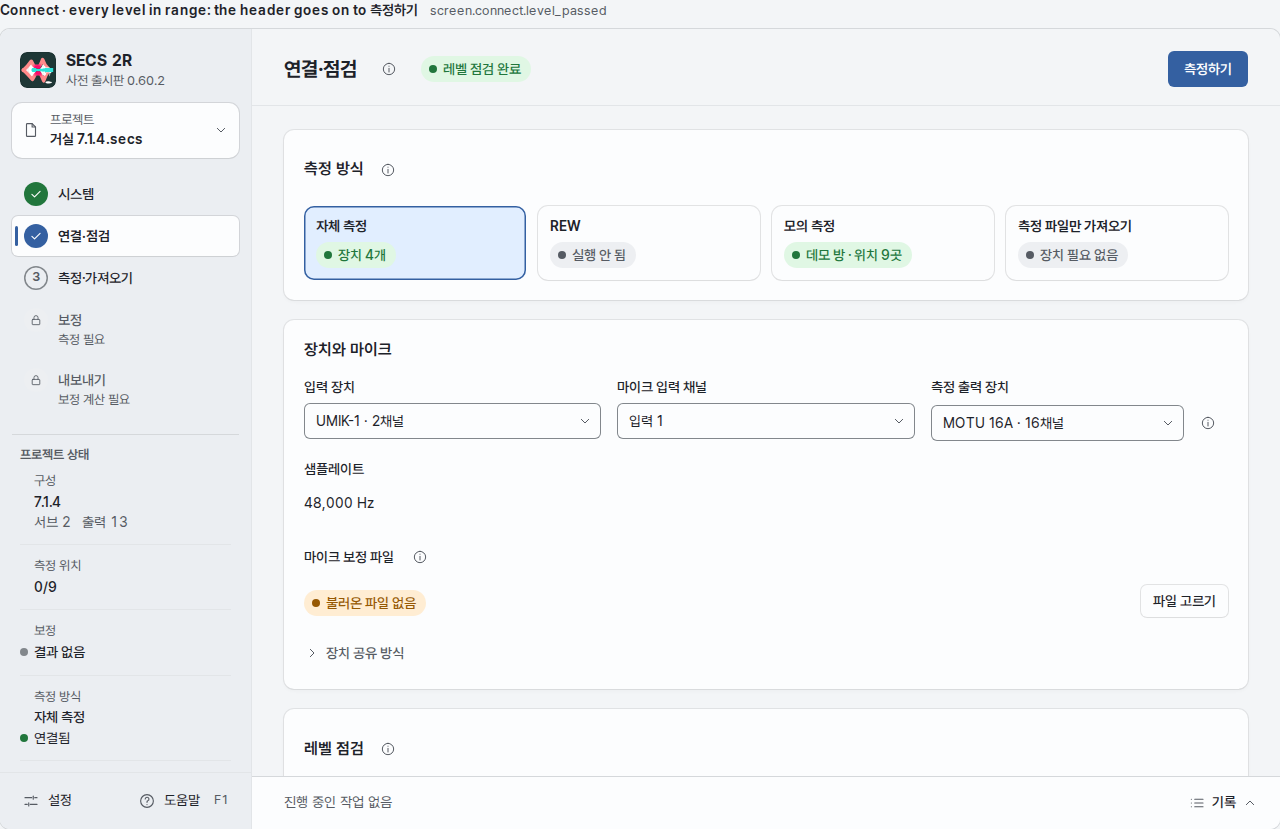 Connect · every level in range: the header goes on to 측정하기 screen.connect.level_passed
SECS 2R
사전 출시판 0.60.2
프로젝트
거실 7.1.4.secs
시스템
연결·점검
3 측정·가져오기
보정
측정 필요
내보내기
보정 계산 필요
프로젝트 상태
구성
7.1.4
서브 2 출력 13
측정 위치
0/9
보정
결과 없음
측정 방식
자체 측정
연결됨
설정
도움말 F1
연결·점검
레벨 점검 완료
측정하기
측정 방식
자체 측정
장치 4개
REW
실행 안 됨
모의 측정
데모 방 · 위치 9곳
측정 파일만 가져오기
장치 필요 없음
장치와 마이크
입력 장치
UMIK-1 · 2채널
마이크 입력 채널
입력 1
측정 출력 장치
MOTU 16A · 16채널
샘플레이트
48,000 Hz
마이크 보정 파일
불러온 파일 없음
파일 고르기
장치 공유 방식
레벨 점검
진행 중인 작업 없음
기록